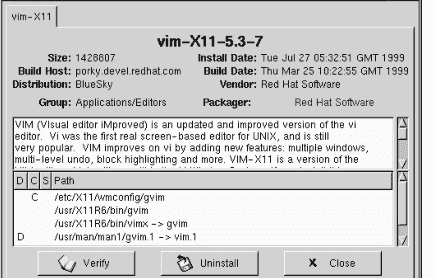 vim-X11
vim-X11-5.3-7
Size: 1426807 Install Date: Tue Jul 27 05:32:51 GMT 1999
Build Host: porky.devel.redhat.com Build Date: Thu Mar 25 10:22:55 GMT 1999
Distribution: BlueSky Vendor: Red Hat Software
Group: Applications/Editors Packager: Red Hat Software
VIM (VIsual editor iMproved) is an updated and improved version of the vi
editor. Vi was the first real screen-based editor for UNIX, and is still
very popular. VIM improves on vi by adding new features: multiple windows,
multi-level undo, block highlighting and more. VIM-X11 is a version of the
D C S Path
C /etc/X11/wmconfig/gvim
/usr/X11R6/bin/gvim
/usr/X11R6/bin/vimx -> gvim
D /usr/man/man1/gvim.1 -> vim.1
Verify Uninstall X Close